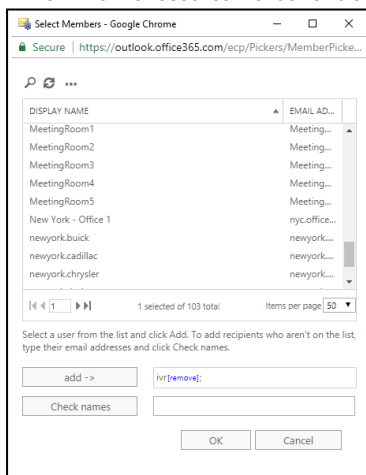 Select Members - Google Chrome
Secure | https://outlook.office365.com/ecp/Pickers/MemberPicke...
DISPLAY NAME EMAIL AD...
MeetingRoom1 Meeting...
MeetingRoom2 Meeting...
MeetingRoom3 Meeting...
MeetingRoom4 Meeting...
MeetingRoom5 Meeting...
New York - Office 1 nyc.office...
newyork.buick newyork....
newyork.cadillac newyork....
newyork.chrysler newyork....
1 1 selected of 103 total Items per page 50
Select a user from the list and click Add. To add recipients who aren't on the list,
type their email addresses and click Check names.
add -> ivr[remove];
Check names
OK Cancel